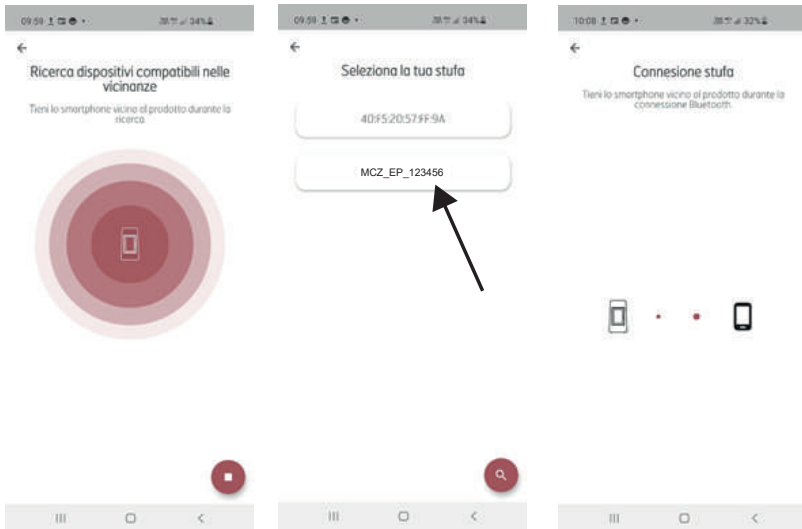 09:59
34%
Ricerca dispositivi compatibili nelle
vicinanze
Tieni lo smartphone vicino al prodotto durante la
ricerca
09:59
34%
Seleziona la tua stufa
40:F5:20:57:FF:9A
MCZ_EP_123456
10:08
32%
Connesione stufa
Tieni lo smartphone vicino al prodotto durante la
connessione Bluetooth.